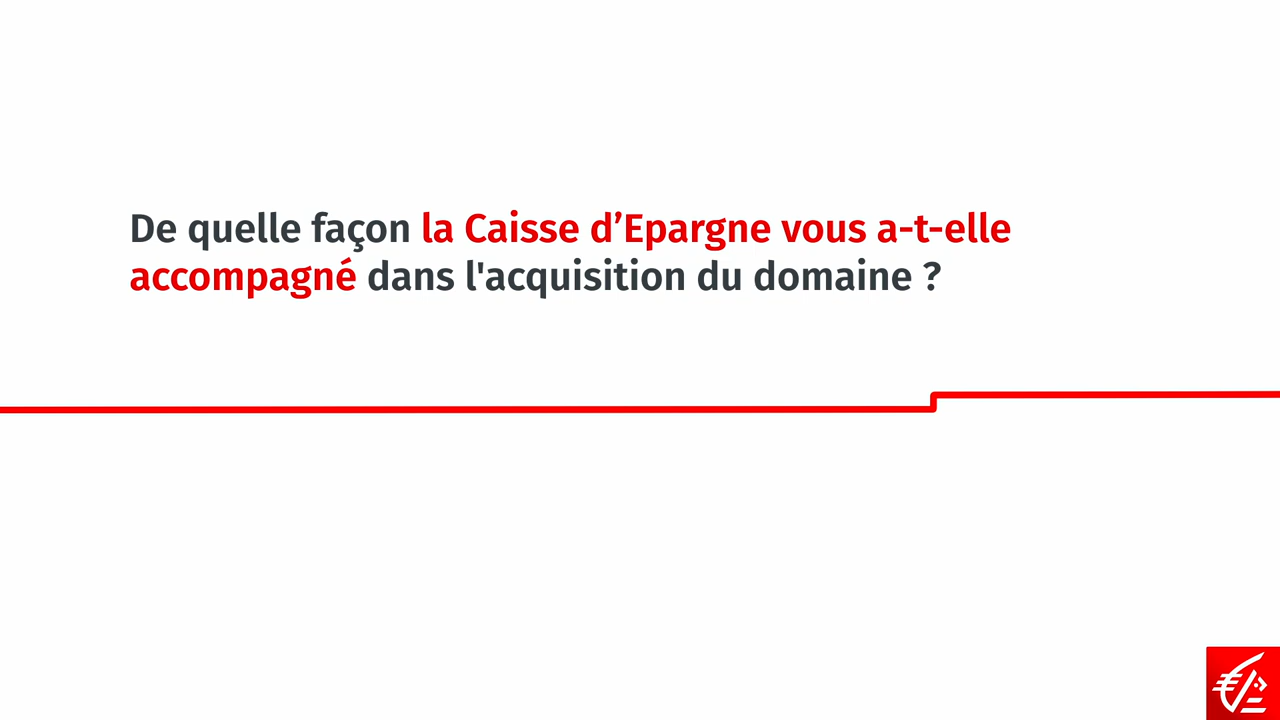 De quelle façon la Caisse d’Epargne vous a-t-elle
accompagné dans l'acquisition du domaine ?